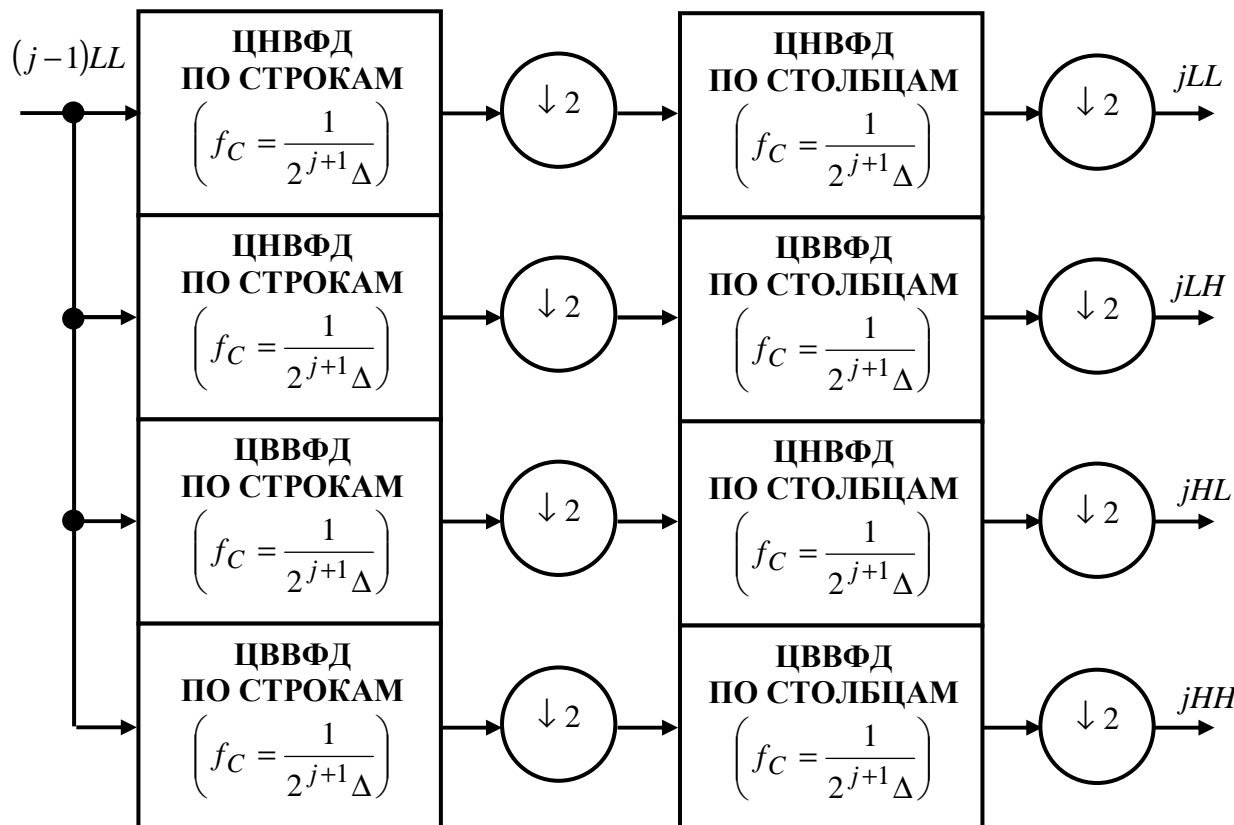 (j−1)LL
ЦНВФД
ПО СТРОКАМ
(f_C = 1/(2^{j+1}Δ))
↓2
ЦНВФД
ПО СТОЛБЦАМ
(f_C = 1/(2^{j+1}Δ))
↓2
jLL
ЦНВФД
ПО СТРОКАМ
(f_C = 1/(2^{j+1}Δ))
↓2
ЦВВФД
ПО СТОЛБЦАМ
(f_C = 1/(2^{j+1}Δ))
↓2
jLH
ЦВВФД
ПО СТРОКАМ
(f_C = 1/(2^{j+1}Δ))
↓2
ЦНВФД
ПО СТОЛБЦАМ
(f_C = 1/(2^{j+1}Δ))
↓2
jHL
ЦВВФД
ПО СТРОКАМ
(f_C = 1/(2^{j+1}Δ))
↓2
ЦВВФД
ПО СТОЛБЦАМ
(f_C = 1/(2^{j+1}Δ))
↓2
jHH